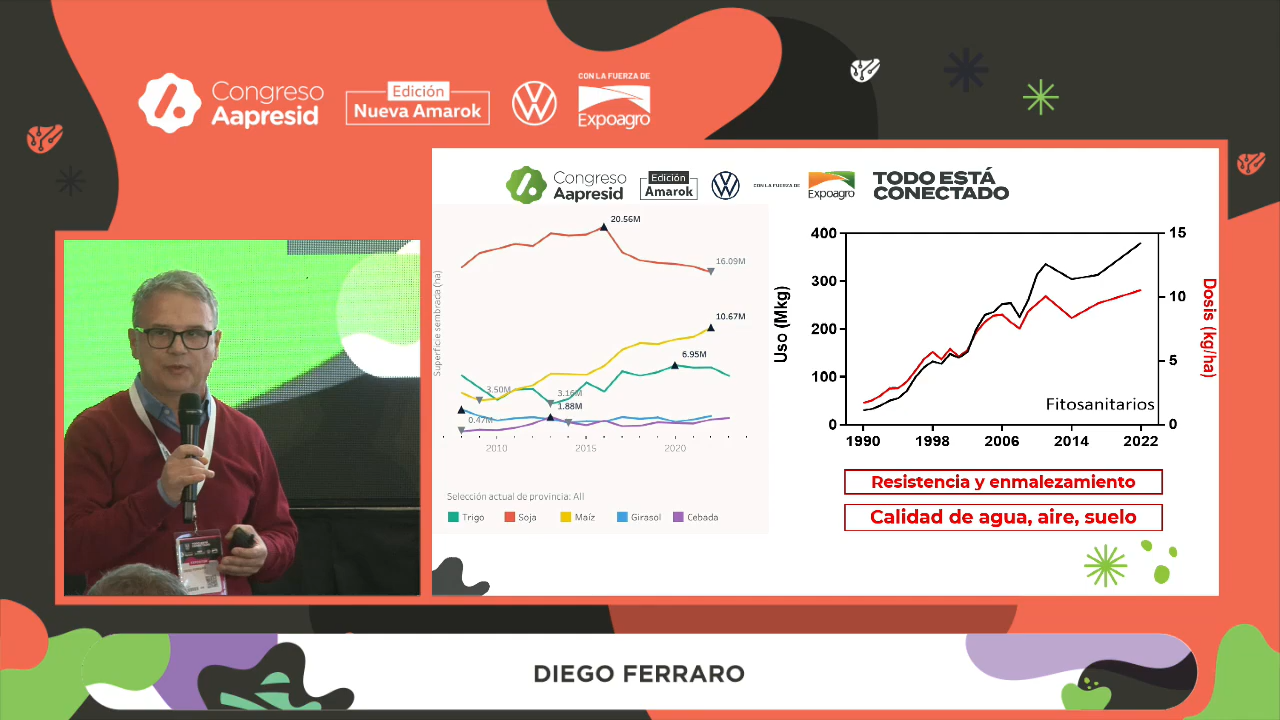 Congreso
Aapresid
Edición
Nueva Amarok
CON LA FUERZA DE
Expoagro
Congreso
Aapresid
Edición
Amarok
CON LA FUERZA DE
Expoagro
TODO ESTÁ
CONECTADO
Superficie sembrada (ha)
20.56M
16.09M
10.67M
6.95M
3.50M
3.16M
1.88M
0.47M
2010
2015
2020
Selección actual de provincia: All
Trigo
Soja
Maíz
Girasol
Cebada
Uso (Mkg)
400
300
200
100
0
15
10
5
0
Dosis (kg/ha)
Fitosanitarios
1990
1998
2006
2014
2022
Resistencia y enmalezamiento
Calidad de agua, aire, suelo
DIEGO FERRARO